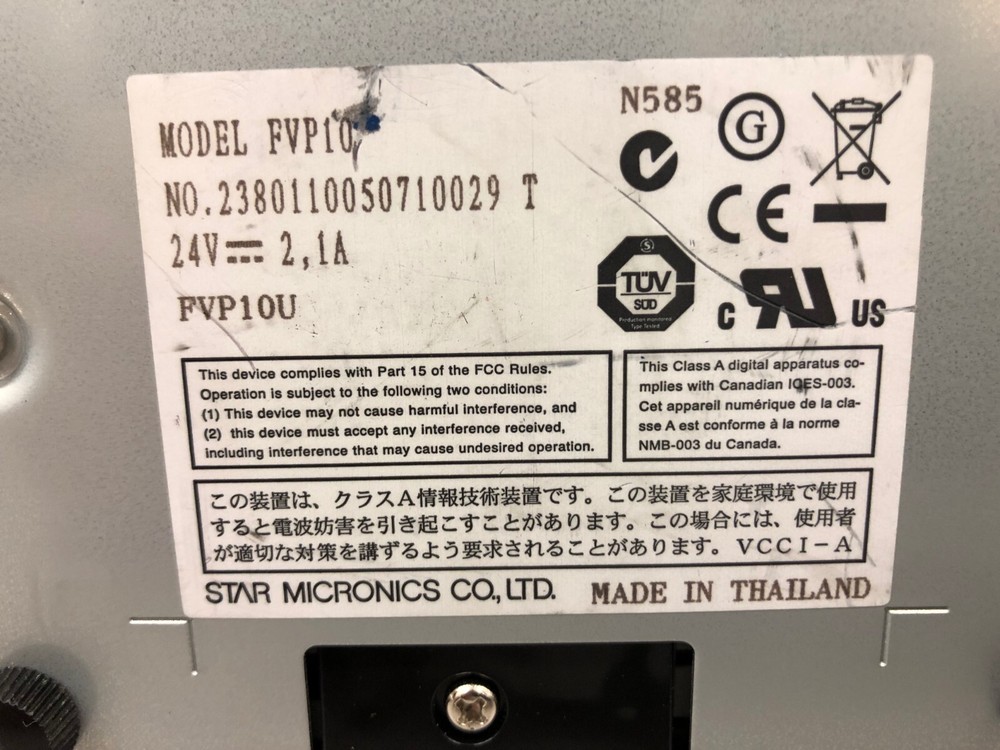 MODEL FVP10
N585
NO.2380110050710029 T
24V 2,1A
FVP10U
G
CE
S
TÜV
SÜD
Production monitored
Type Tested
c RU US
This device complies with Part 15 of the FCC Rules.
Operation is subject to the following two conditions:
(1) This device may not cause harmful interference, and
(2) this device must accept any interference received,
including interference that may cause undesired operation.
This Class A digital apparatus co-
mplies with Canadian ICES-003.
Cet appareil numérique de la cla-
sse A est conforme à la norme
NMB-003 du Canada.
この装置は、クラスA情報技術装置です。この装置を家庭環境で使用
すると電波妨害を引き起こすことがあります。この場合には、使用者
が適切な対策を講ずるよう要求されることがあります。VCCI-A
STAR MICRONICS CO., LTD.
MADE IN THAILAND